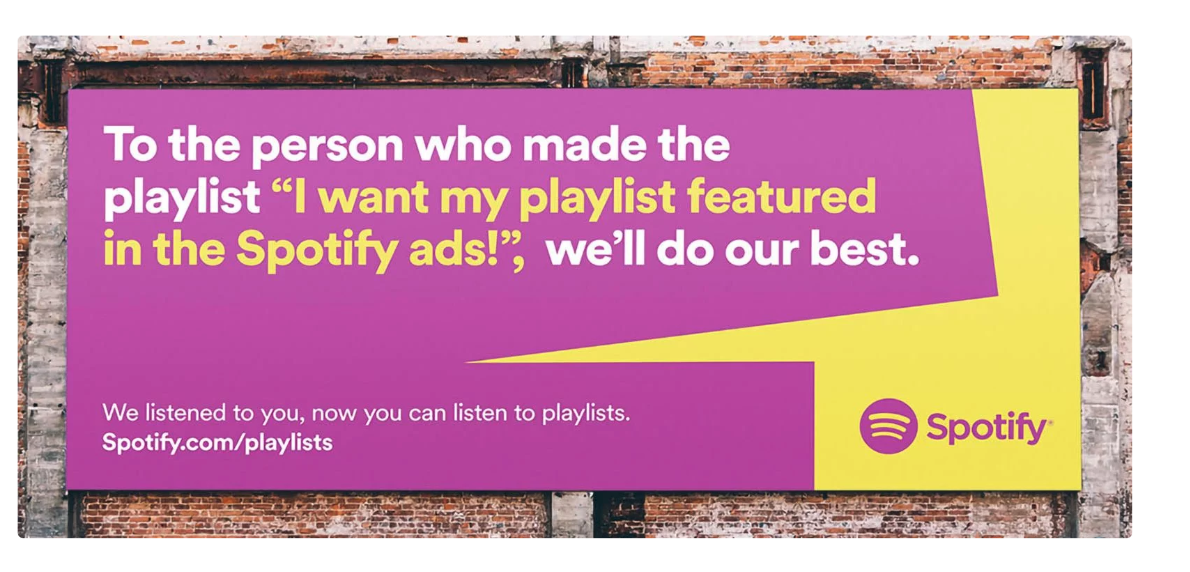 To the person who made the
playlist “I want my playlist featured
in the Spotify ads!”, we’ll do our best.
We listened to you, now you can listen to playlists.
Spotify.com/playlists
Spotify